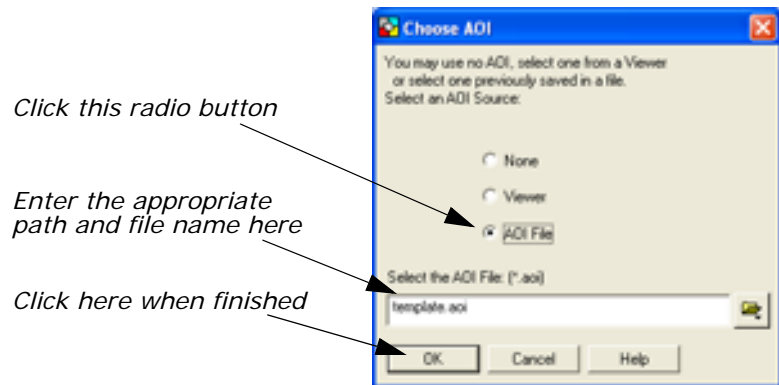 Choose AOI
You may use no AOI, select one from a Viewer
or select one previously saved in a file.
Select an AOI Source:
Click this radio button
None
Viewer
Enter the appropriate
path and file name here
AOI File
Select the AOI File: (*.aoi)
Click here when finished
template.aoi
OK Cancel Help